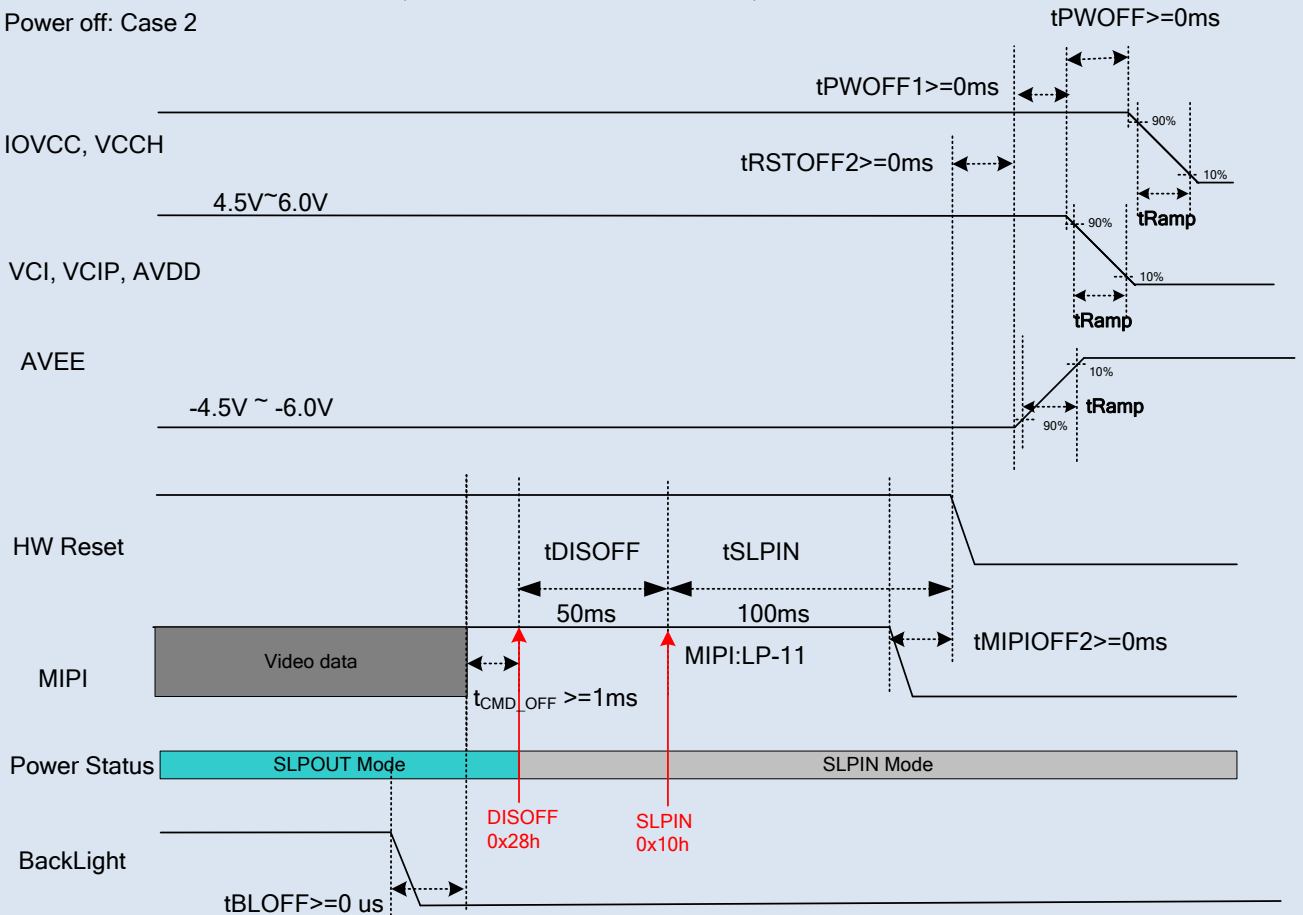 Power off: Case 2
tPWOFF>=0ms
tPWOFF1>=0ms
IOVCC, VCCH
90%
tRSTOFF2>=0ms
10%
tRamp
4.5V~6.0V
90%
VCI, VCIP, AVDD
10%
tRamp
AVEE
10%
-4.5V ~ -6.0V
tRamp
90%
HW Reset
tDISOFF
tSLPIN
50ms
100ms
tMIPIOFF2>=0ms
MIPI
Video data
MIPI:LP-11
tCMD_OFF >=1ms
Power Status
SLPOUT Mode
SLPIN Mode
DISOFF
0x28h
SLPIN
0x10h
BackLight
tBLOFF>=0 us